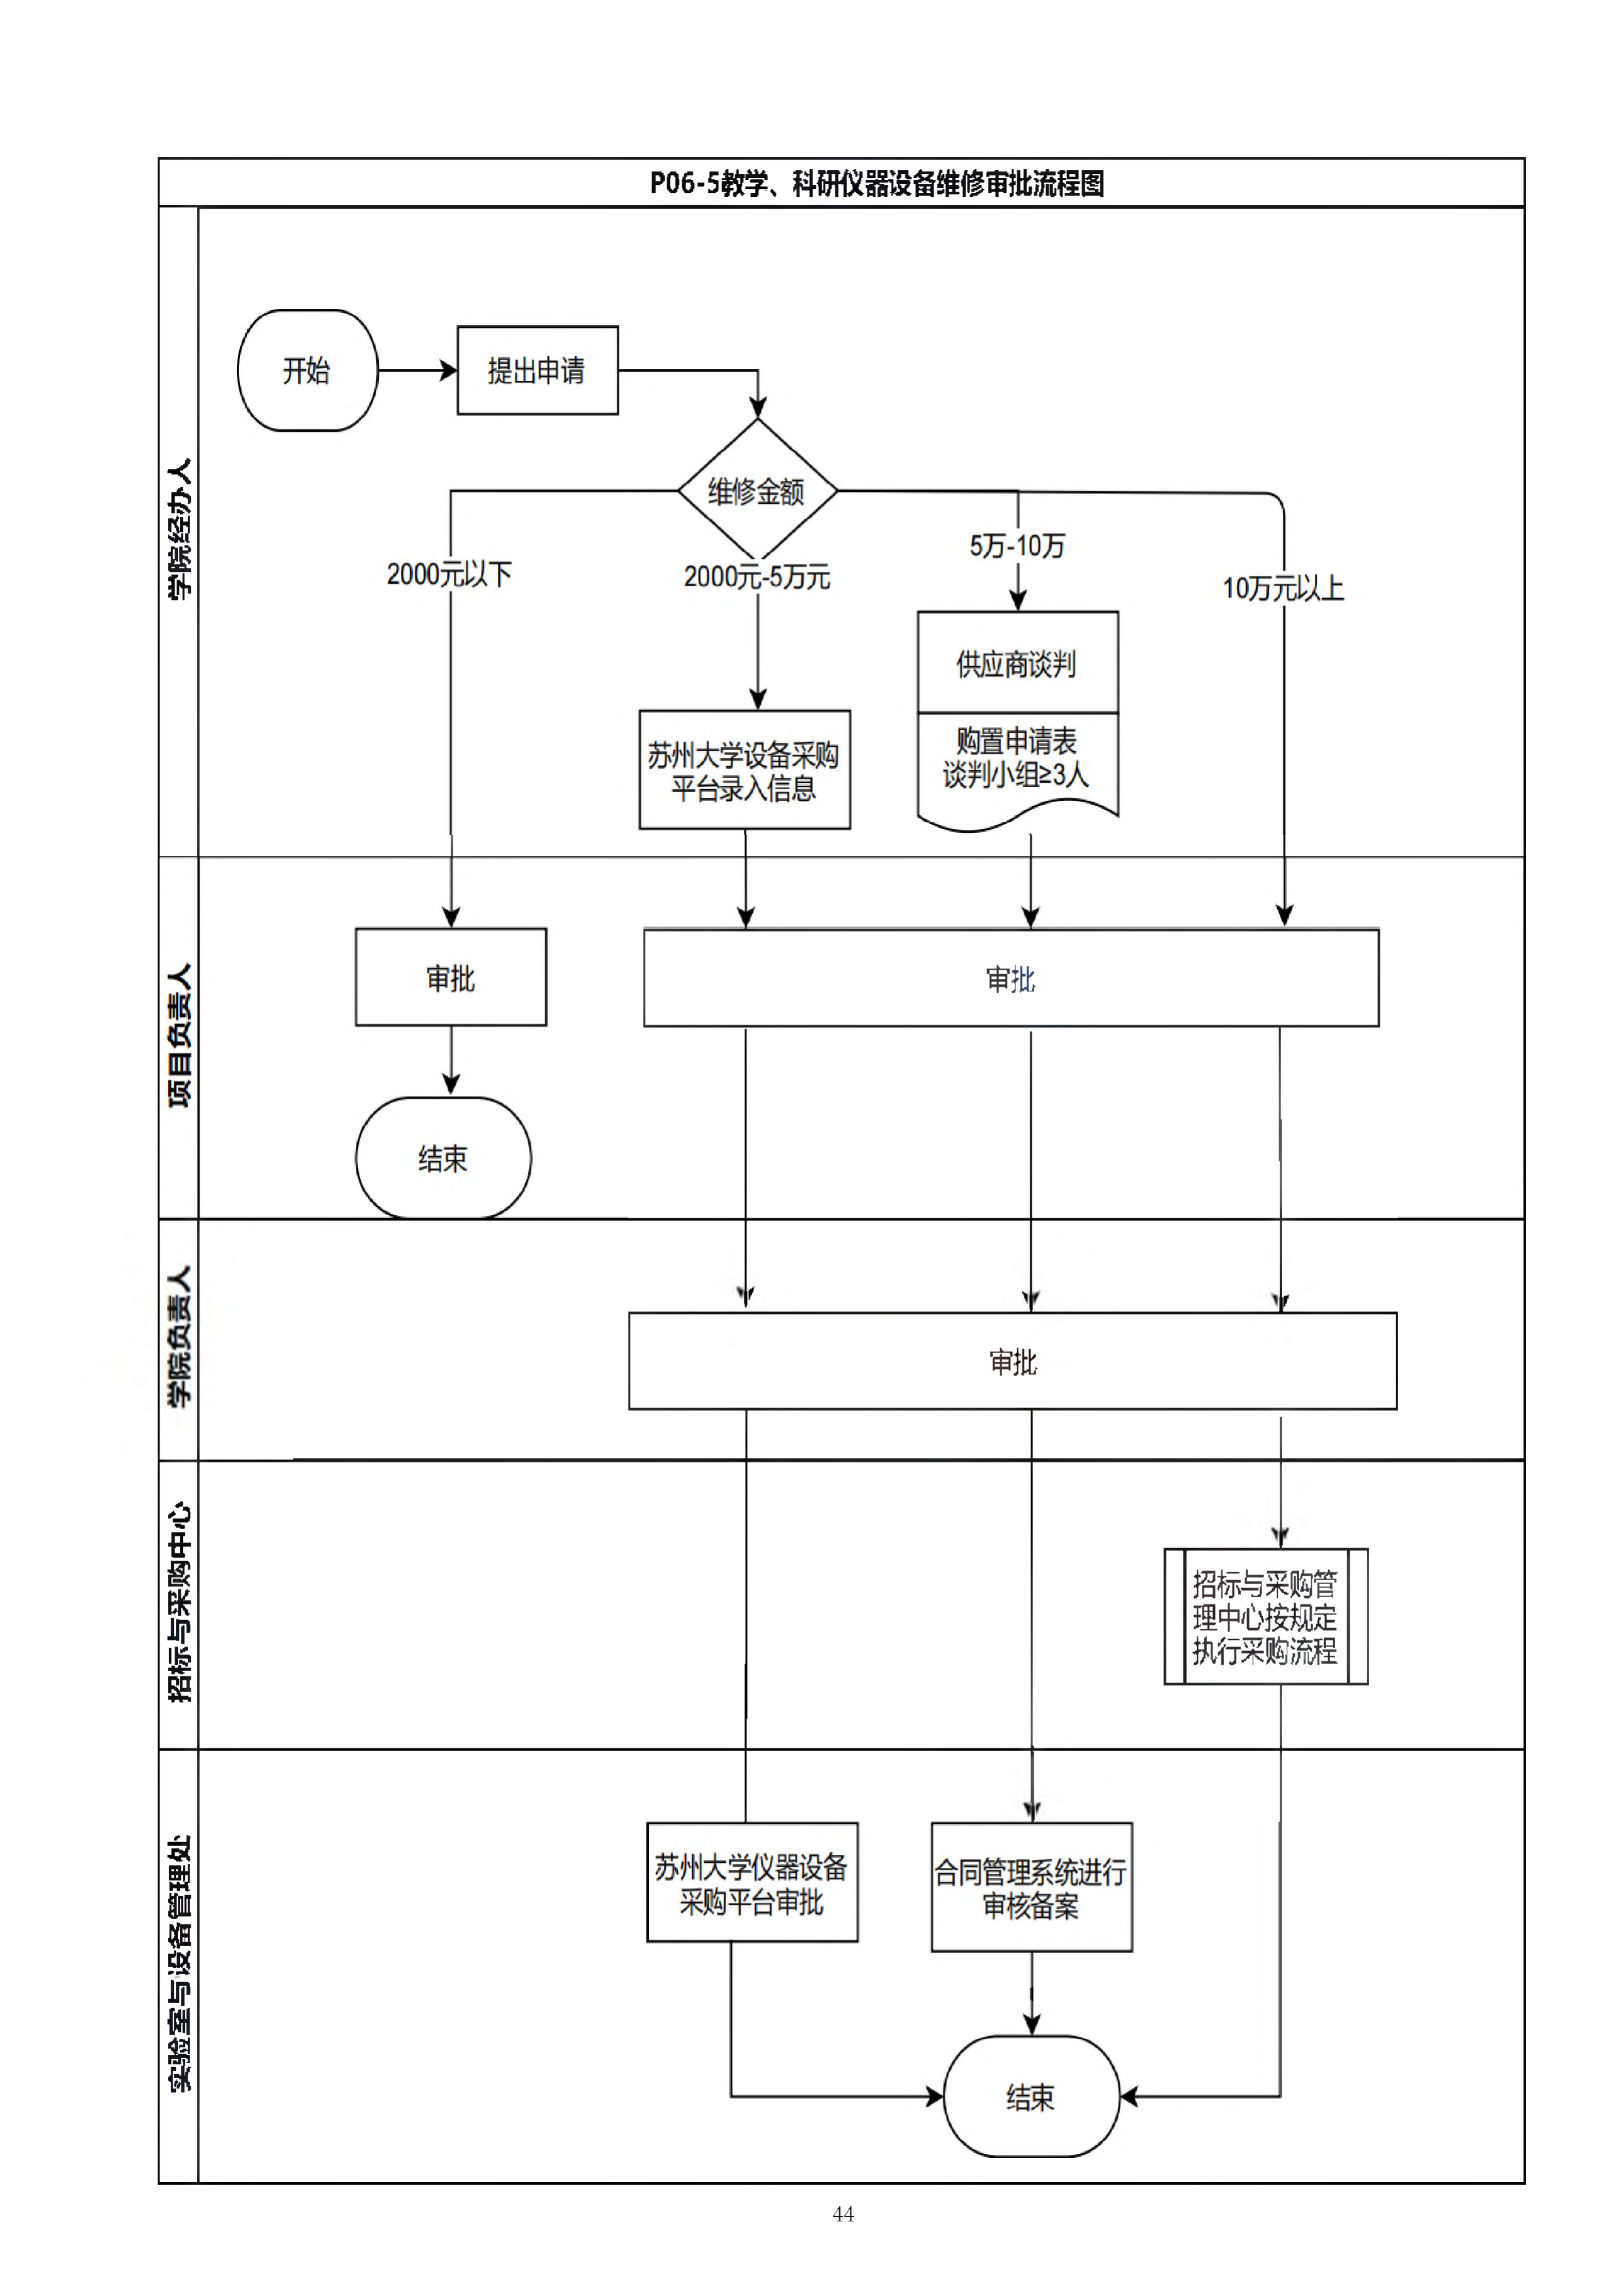 P06-5教学、科研仪器设备维修审批流程图
学院经办人
开始
提出申请
维修金额
2000元以下
2000元-5万元
5万-10万
10万元以上
供应商谈判
购置申请表
谈判小组≥3人
苏州大学设备采购
平台录入信息
项目负责人
审批
审批
结束
学院负责人
审批
招标与采购中心
招标与采购管
理中心按规定
执行采购流程
实验室与设备管理处
苏州大学仪器设备
采购平台审批
合同管理系统进行
审核备案
结束
44